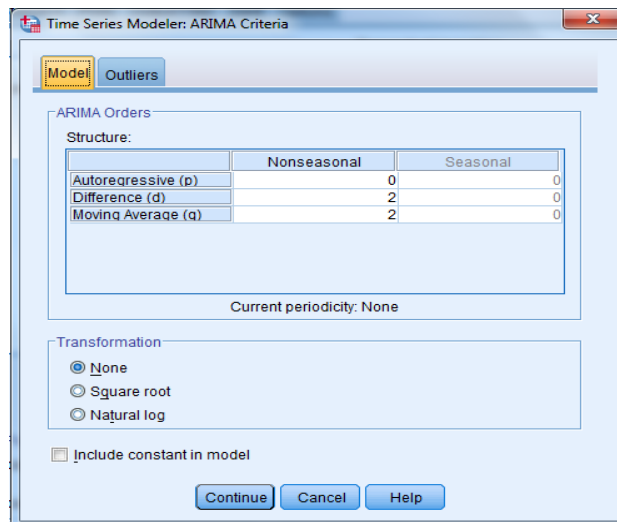 Time Series Modeler: ARIMA Criteria
Model Outliers
ARIMA Orders
Structure:
Nonseasonal Seasonal
Autoregressive (p) 0 0
Difference (d) 2 0
Moving Average (q) 2 0
Current periodicity: None
Transformation
None
Square root
Natural log
Include constant in model
Continue Cancel Help